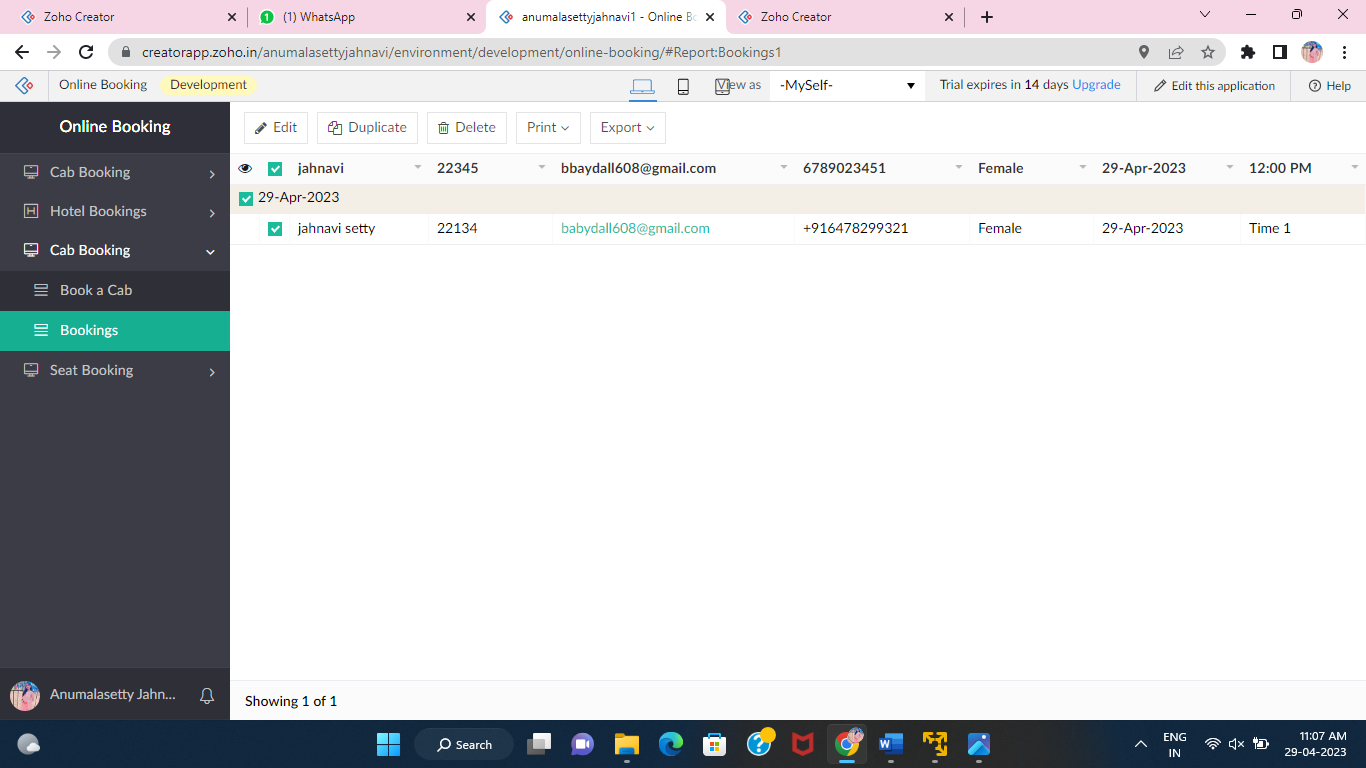 Zoho Creator
(1) WhatsApp
anumalasettyjahnavi1 - Online Bo
Zoho Creator
creatorapp.zoho.in/anumalasettyjahnavi/environment/development/online-booking/#Report:Bookings1
Online Booking Development View as -MySelf- Trial expires in 14 days Upgrade Edit this application Help
Online Booking
Cab Booking
Hotel Bookings
Cab Booking
Book a Cab
Bookings
Seat Booking
Anumalasetty Jahn...
Edit Duplicate Delete Print Export
jahnavi 22345 bbaydall608@gmail.com 6789023451 Female 29-Apr-2023 12:00 PM
29-Apr-2023
jahnavi setty 22134 babydall608@gmail.com +916478299321 Female 29-Apr-2023 Time 1
Showing 1 of 1
Search
ENG
IN
11:07 AM
29-04-2023